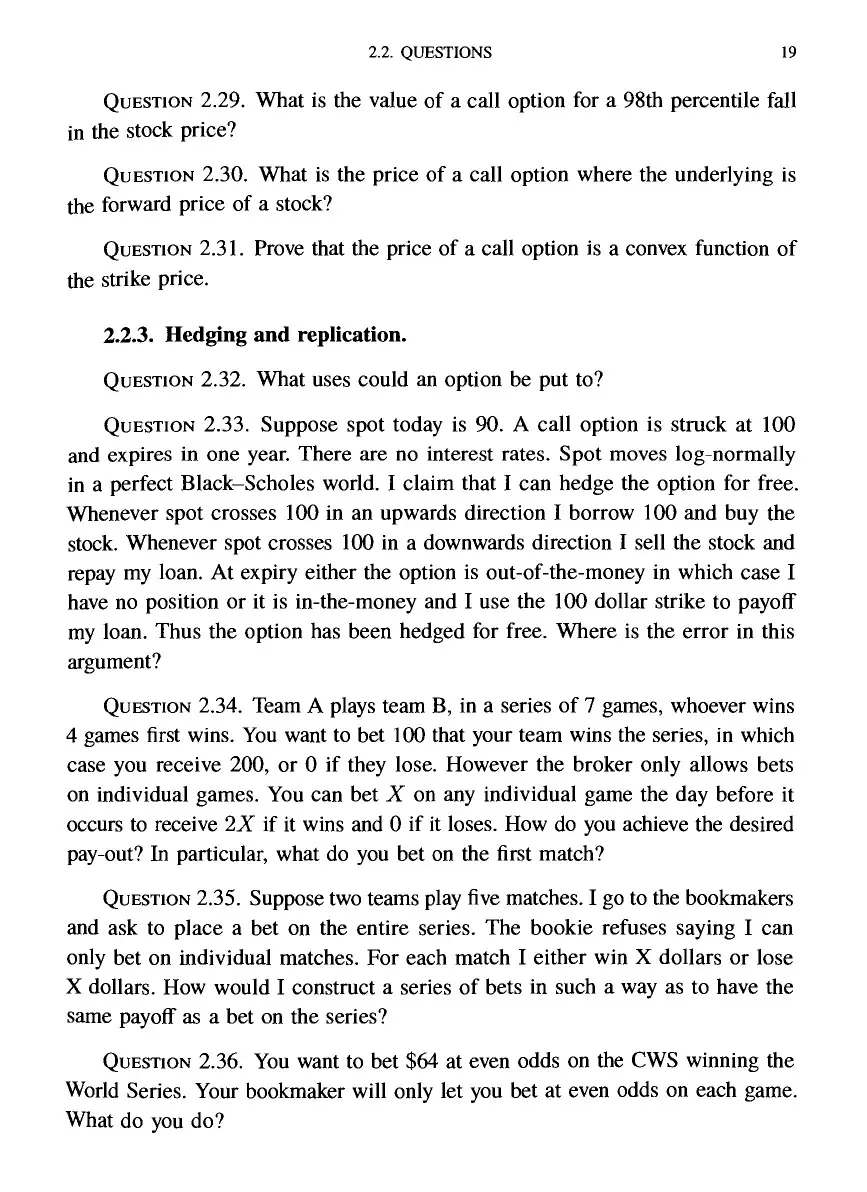 2.2. QUESTIONS 19
QUESTION 2.29. What is the value of a call option for a 98th percentile fall
in the stock price?
QUESTION 2.30. What is the price of a call option where the underlying is
the forward price of a stock?
QUESTION 2.31. Prove that the price of a call option is a convex function of
the strike price.
2.2.3. Hedging and replication.
QUESTION 2.32. What uses could an option be put to?
QUESTION 2.33. Suppose spot today is 90. A call option is struck at 100
and expires in one year. There are no interest rates. Spot moves log-normally
in a perfect Black–Scholes world. I claim that I can hedge the option for free.
Whenever spot crosses 100 in an upwards direction I borrow 100 and buy the
stock. Whenever spot crosses 100 in a downwards direction I sell the stock and
repay my loan. At expiry either the option is out-of-the-money in which case I
have no position or it is in-the-money and I use the 100 dollar strike to payoff
my loan. Thus the option has been hedged for free. Where is the error in this
argument?
QUESTION 2.34. Team A plays team B, in a series of 7 games, whoever wins
4 games first wins. You want to bet 100 that your team wins the series, in which
case you receive 200, or 0 if they lose. However the broker only allows bets
on individual games. You can bet X on any individual game the day before it
occurs to receive 2X if it wins and 0 if it loses. How do you achieve the desired
pay-out? In particular, what do you bet on the first match?
QUESTION 2.35. Suppose two teams play five matches. I go to the bookmakers
and ask to place a bet on the entire series. The bookie refuses saying I can
only bet on individual matches. For each match I either win X dollars or lose
X dollars. How would I construct a series of bets in such a way as to have the
same payoff as a bet on the series?
QUESTION 2.36. You want to bet $64 at even odds on the CWS winning the
World Series. Your bookmaker will only let you bet at even odds on each game.
What do you do?